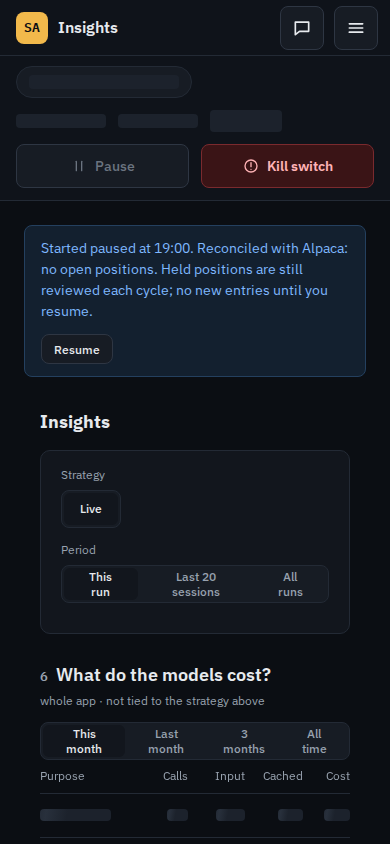 SA Insights
Pause
Kill switch
Started paused at 19:00. Reconciled with Alpaca:
no open positions. Held positions are still
reviewed each cycle; no new entries until you
resume.
Resume
Insights
Strategy
Live
Period
This run
Last 20 sessions
All runs
6 What do the models cost?
whole app · not tied to the strategy above
This month
Last month
3 months
All time
Purpose Calls Input Cached Cost